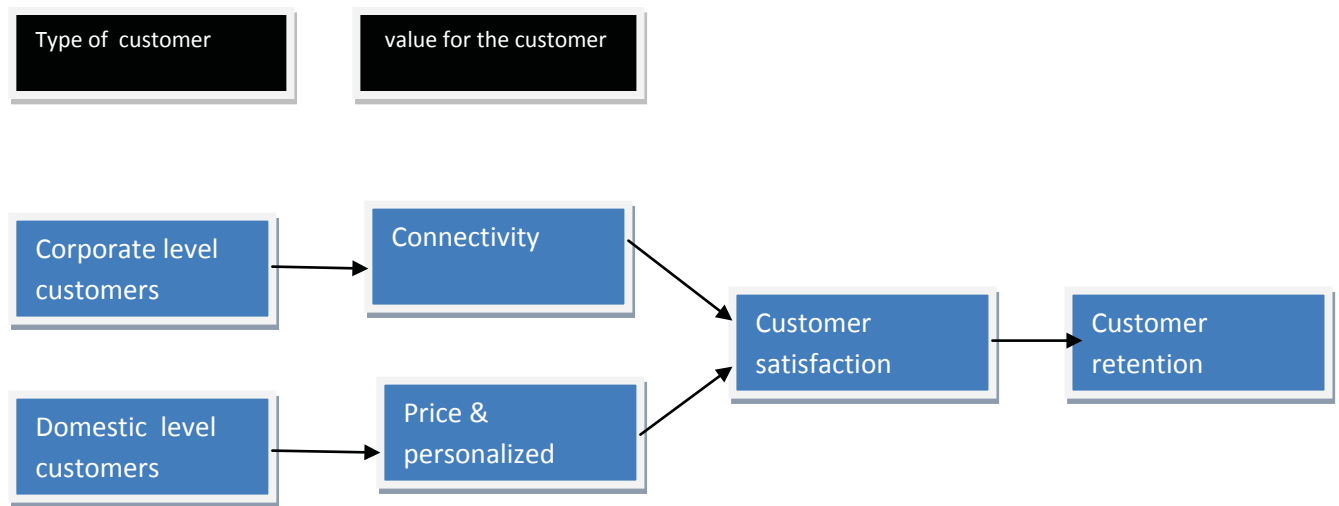 Type of customer
value for the customer
Corporate level
customers
Connectivity
Customer
satisfaction
Customer
retention
Domestic level
customers
Price &
personalized